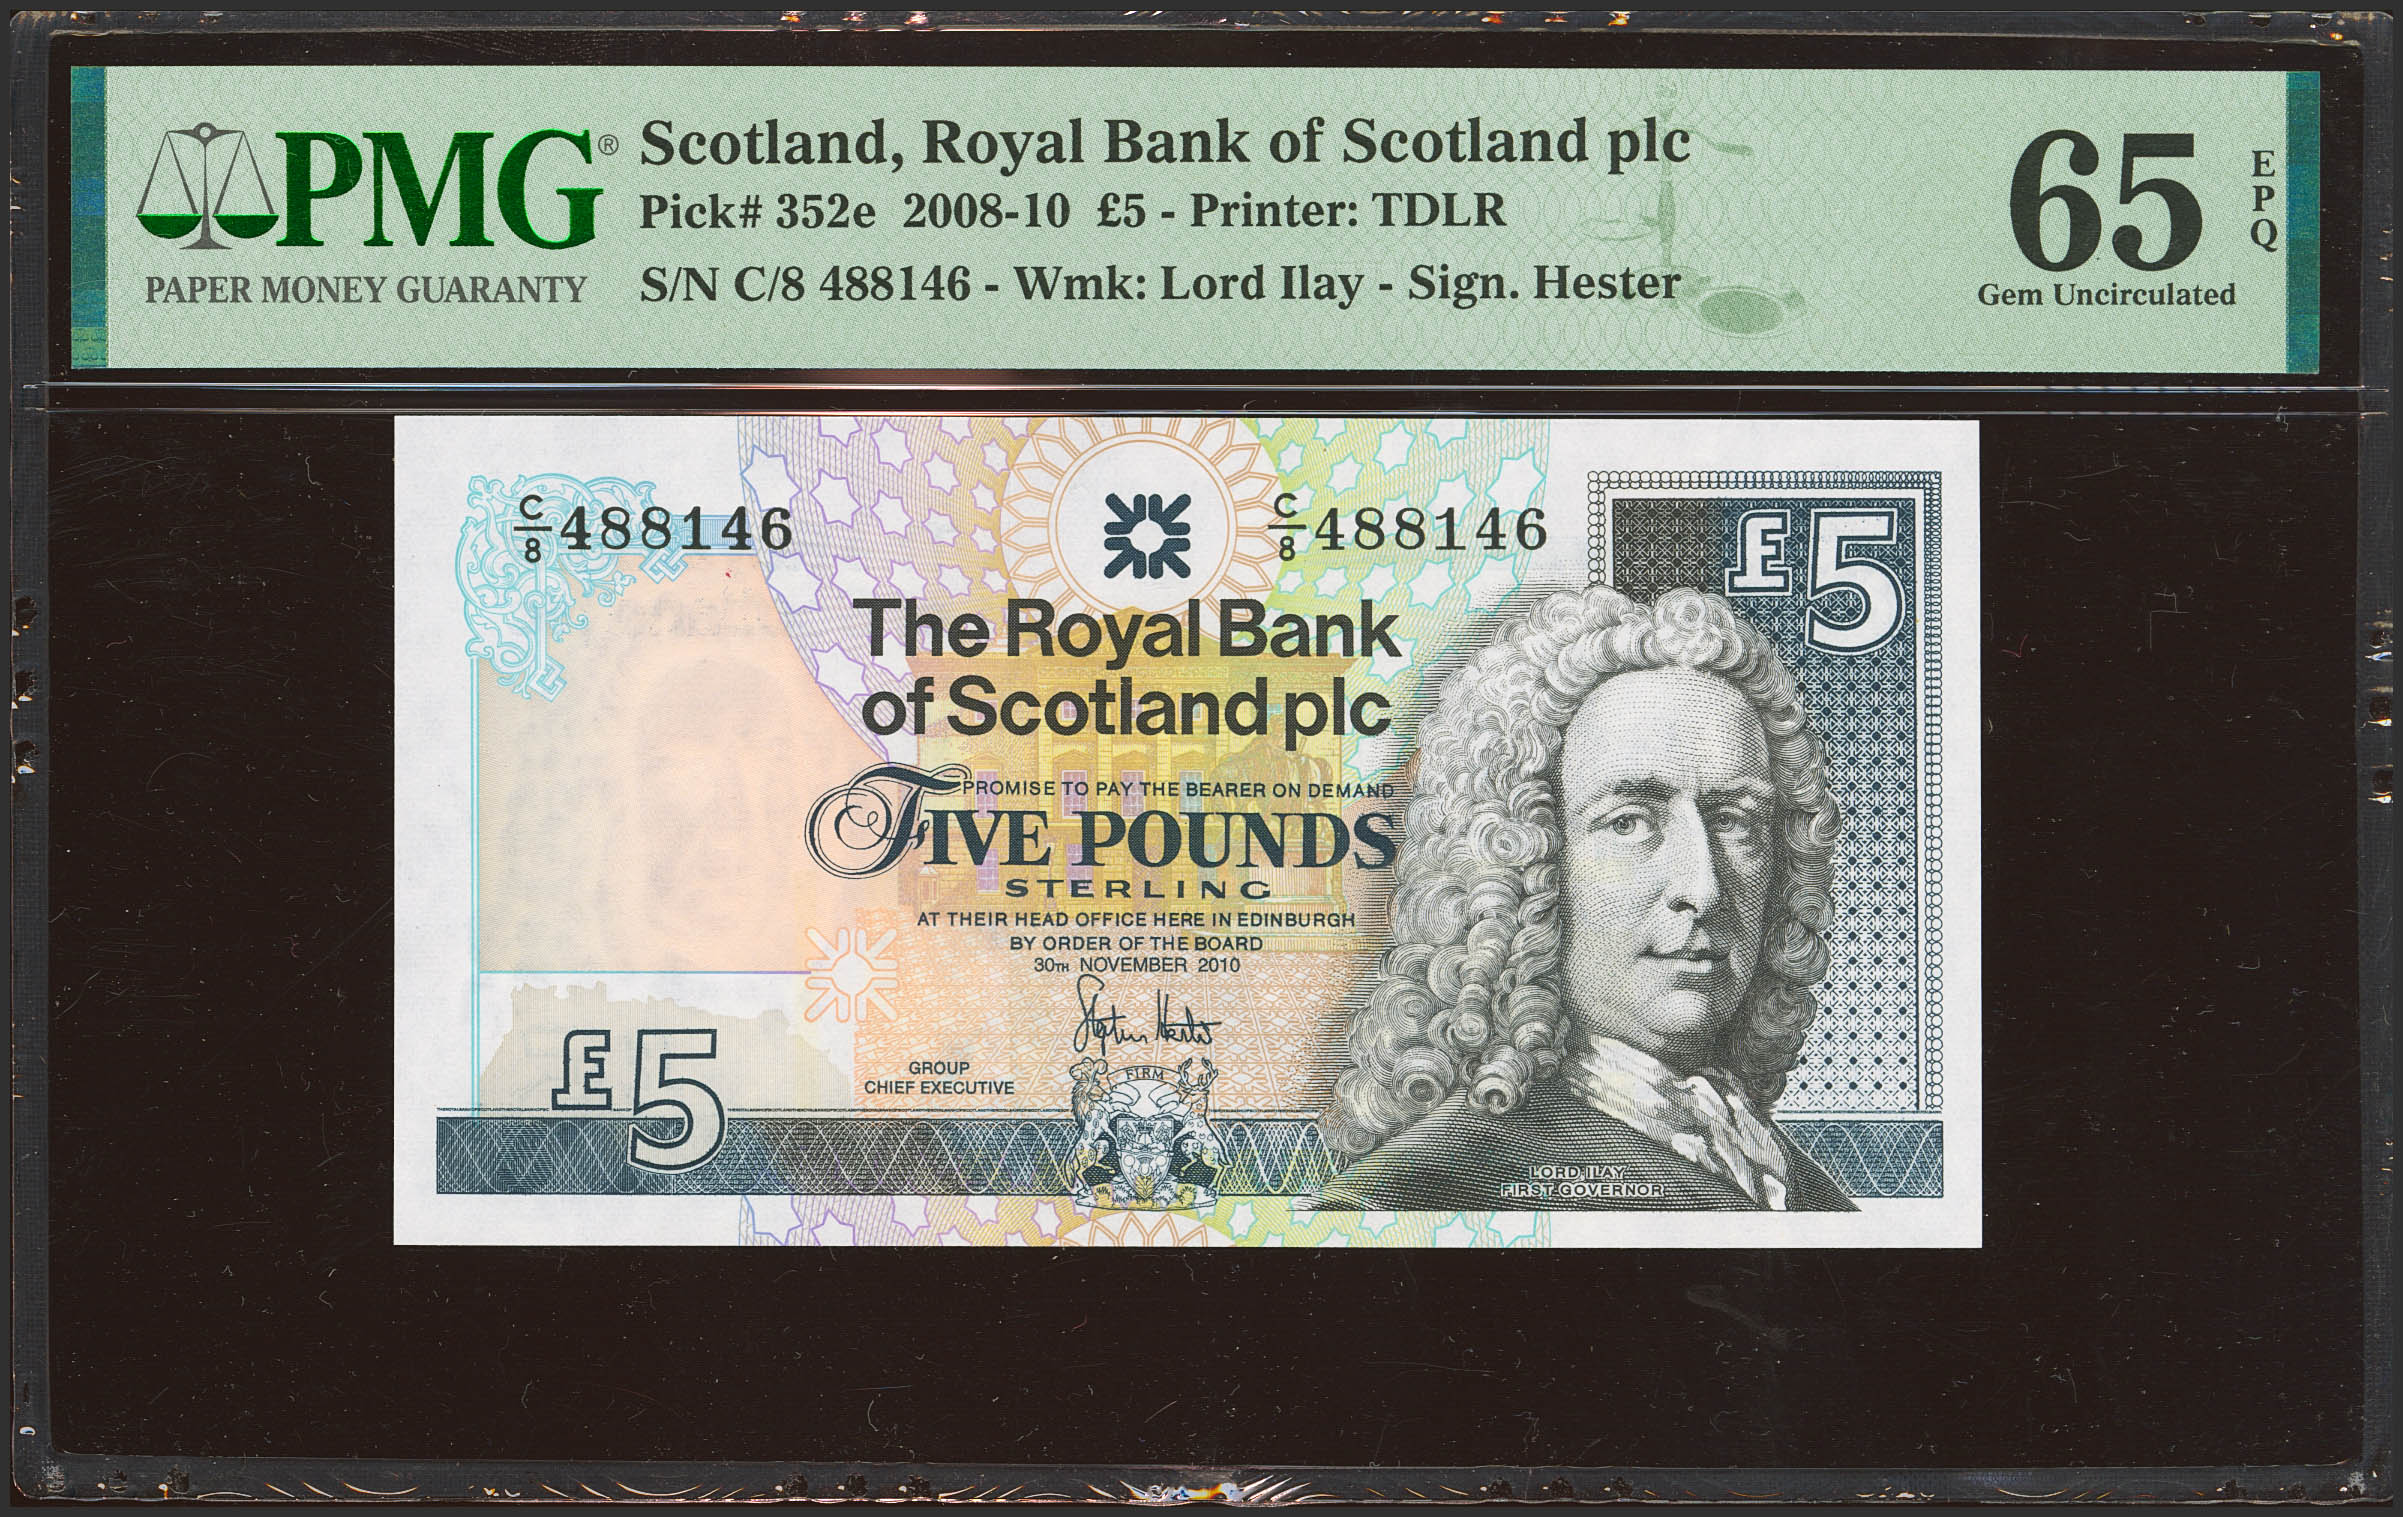 PMG®
PAPER MONEY GUARANTY
Scotland, Royal Bank of Scotland plc
Pick# 352e 2008-10 £5 - Printer: TDLR
S/N C/8 488146 - Wmk: Lord Ilay - Sign. Hester
65
EPQ
Gem Uncirculated
C/8 488146
C/8 488146
£5
The Royal Bank
of Scotland plc
PROMISE TO PAY THE BEARER ON DEMAND
FIVE POUNDS
STERLING
AT THEIR HEAD OFFICE HERE IN EDINBURGH
BY ORDER OF THE BOARD
30TH NOVEMBER 2010
Stephen Hester
GROUP
CHIEF EXECUTIVE
FIRM
£5
LORD ILAY
FIRST GOVERNOR